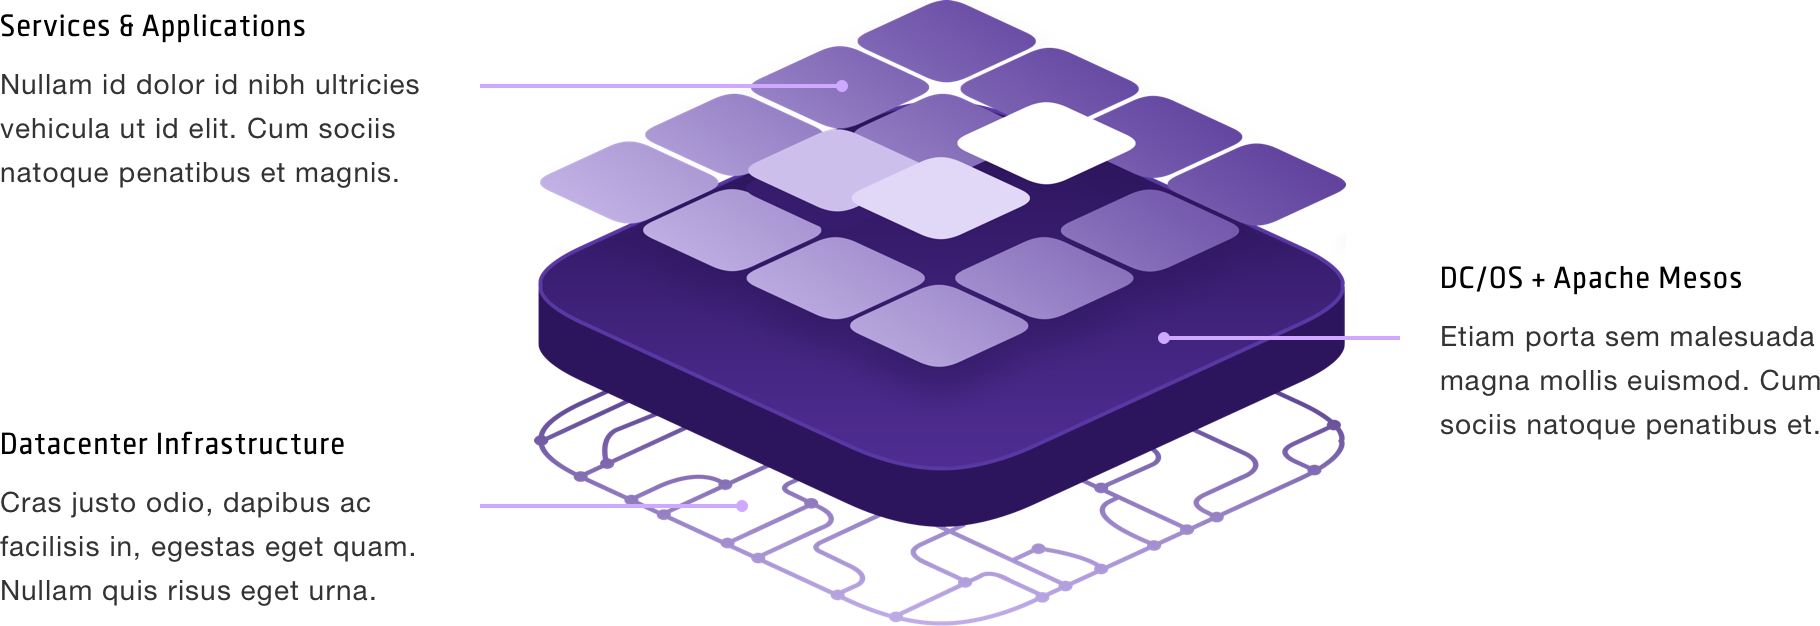 Services & Applications
Nullam id dolor id nibh ultricies
vehicula ut id elit. Cum sociis
natoque penatibus et magnis.
DC/OS + Apache Mesos
Etiam porta sem malesuada
magna mollis euismod. Cum
sociis natoque penatibus et.
Datacenter Infrastructure
Cras justo odio, dapibus ac
facilisis in, egestas eget quam.
Nullam quis risus eget urna.